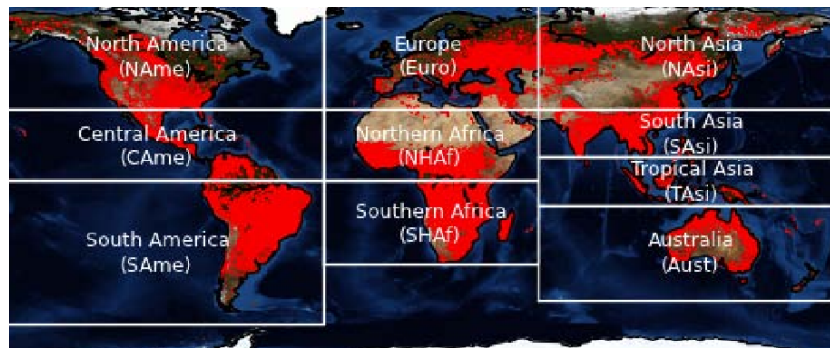 North America
(NAme)
Europe
(Euro)
North Asia
(NAsi)
Central America
(CAme)
Northern Africa
(NHAf)
South Asia
(SAsi)
Tropical Asia
(TAsi)
South America
(SAme)
Southern Africa
(SHAf)
Australia
(Aust)